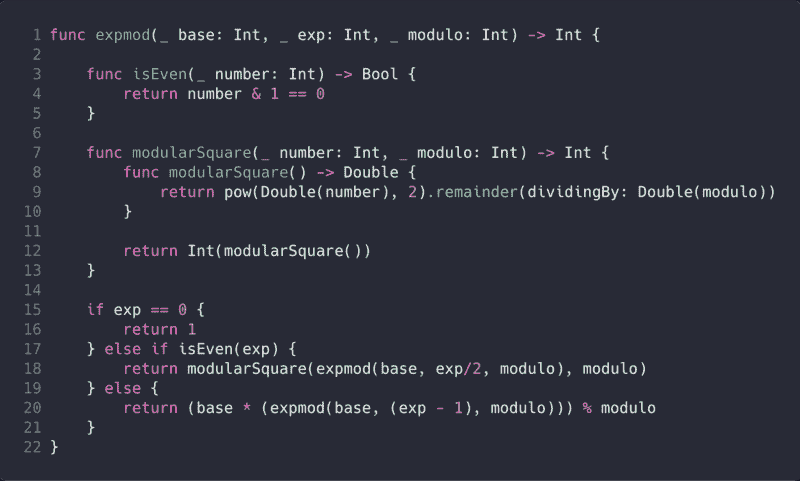 1 func expmod(_ base: Int, _ exp: Int, _ modulo: Int) -> Int {
2
3     func isEven(_ number: Int) -> Bool {
4         return number & 1 == 0
5     }
6
7     func modularSquare(_ number: Int, _ modulo: Int) -> Int {
8         func modularSquare() -> Double {
9             return pow(Double(number), 2).remainder(dividingBy: Double(modulo))
10         }
11
12         return Int(modularSquare())
13     }
14
15     if exp == 0 {
16         return 1
17     } else if isEven(exp) {
18         return modularSquare(expmod(base, exp/2, modulo), modulo)
19     } else {
20         return (base * (expmod(base, (exp - 1), modulo))) % modulo
21     }
22 }